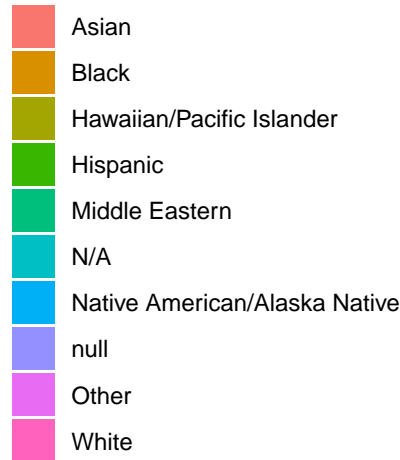 Asian
Black
Hawaiian/Pacific Islander
Hispanic
Middle Eastern
N/A
Native American/Alaska Native
null
Other
White